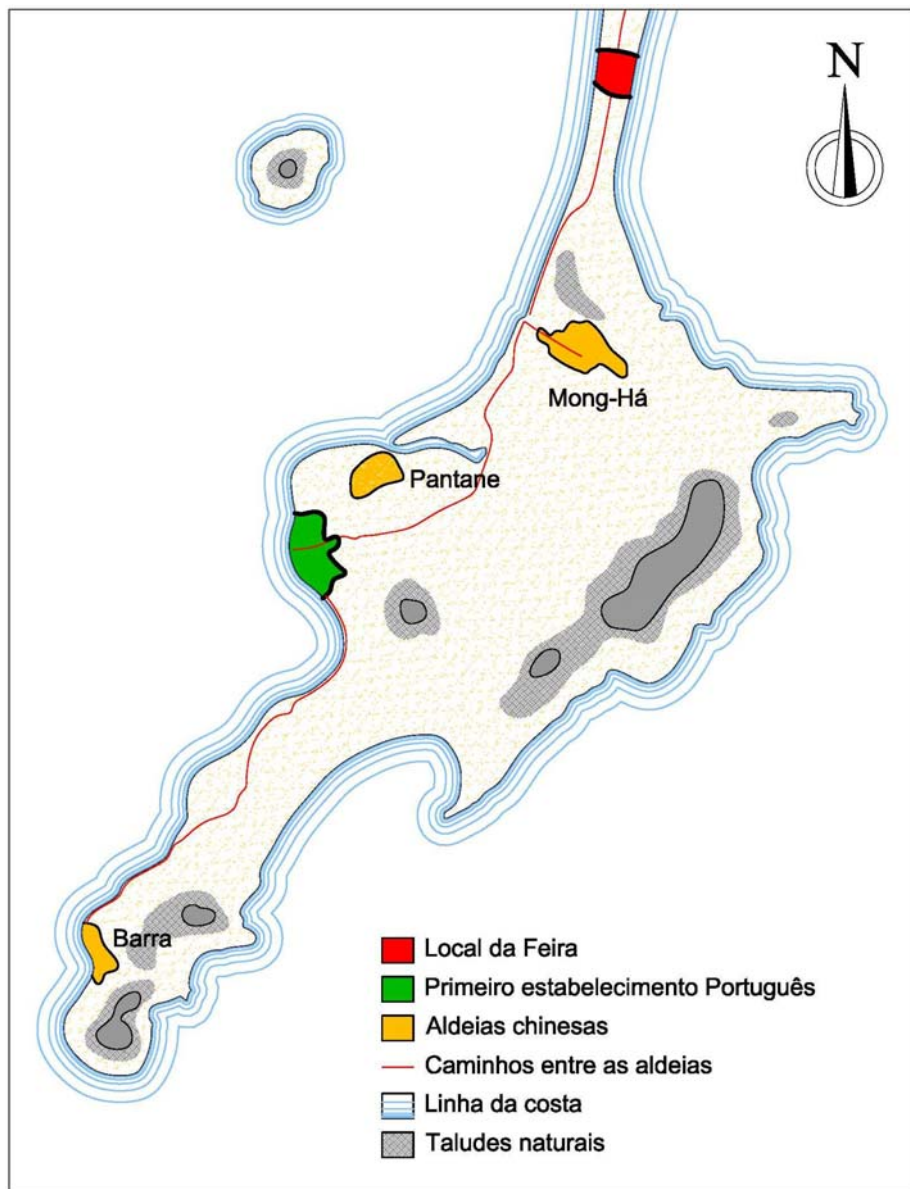 N
Mong-Há
Pantane
Barra
Local da Feira
Primeiro estabelecimento Português
Aldeias chinesas
Caminhos entre as aldeias
Linha da costa
Taludes naturais